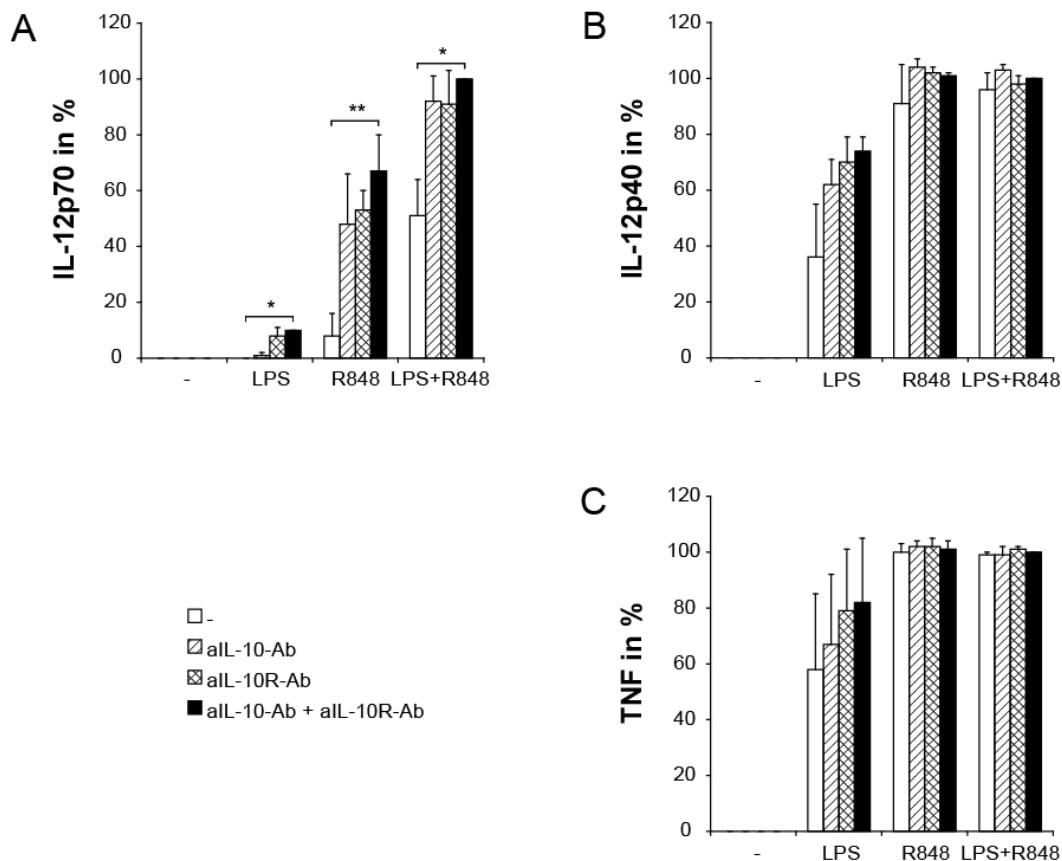 A
IL-12p70 in %
120
100
80
60
40
20
0
*
**
*
-
LPS
R848
LPS+R848
B
IL-12p40 in %
120
100
80
60
40
20
0
-
LPS
R848
LPS+R848
-
aIL-10-Ab
aIL-10R-Ab
aIL-10-Ab + aIL-10R-Ab
C
TNF in %
120
100
80
60
40
20
0
-
LPS
R848
LPS+R848